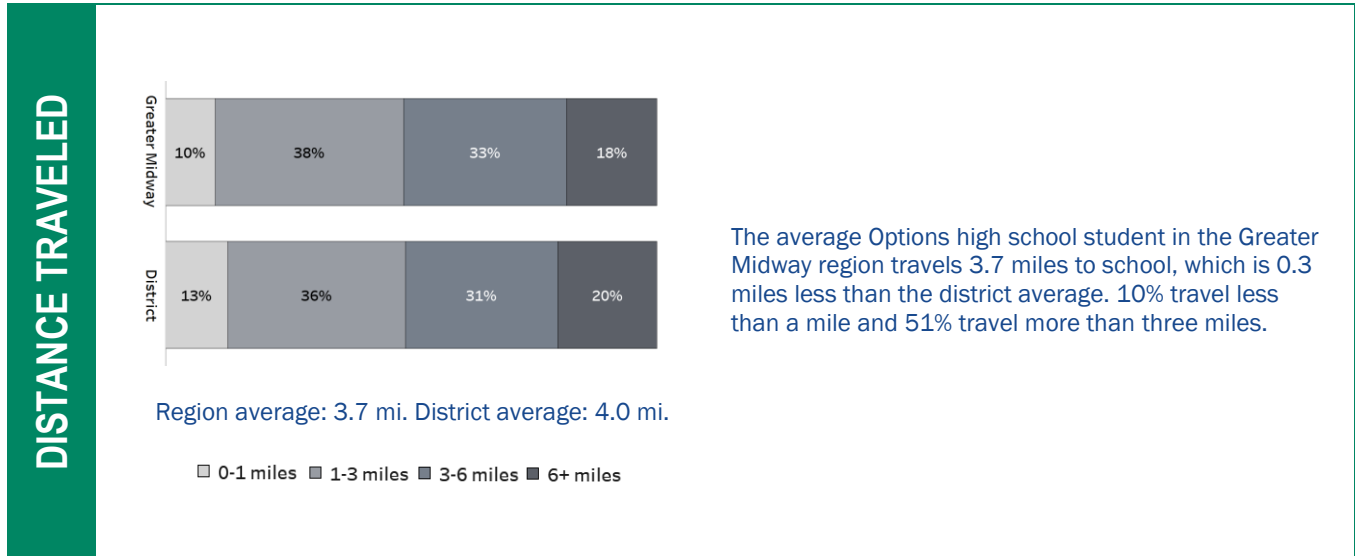 DISTANCE TRAVELED
Greater Midway
10%
38%
33%
18%
District
13%
36%
31%
20%
Region average: 3.7 mi. District average: 4.0 mi.
0-1 miles 1-3 miles 3-6 miles 6+ miles
The average Options high school student in the Greater
Midway region travels 3.7 miles to school, which is 0.3
miles less than the district average. 10% travel less
than a mile and 51% travel more than three miles.